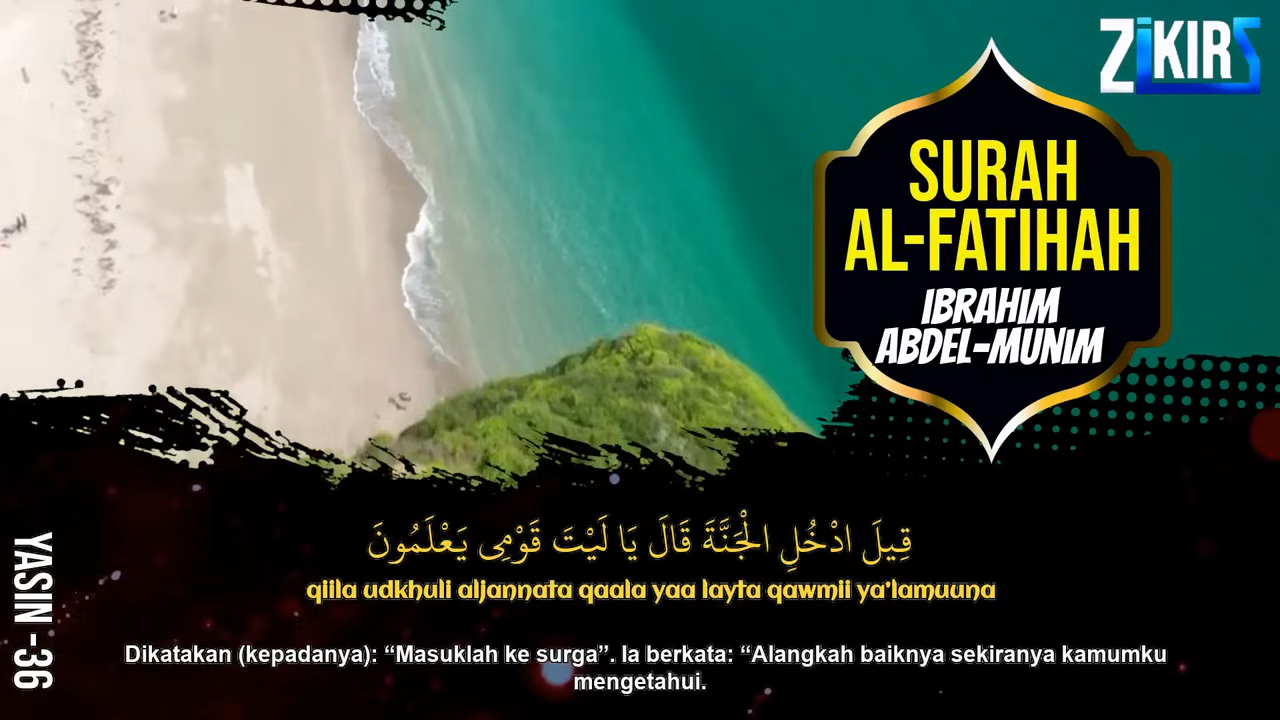 ZiKIRS
SURAH
AL-FATIHAH
IBRAHIM
ABDEL-MUNIM
قِيلَ ادْخُلِ الْجَنَّةَ قَالَ يَا لَيْتَ قَوْمِى يَعْلَمُونَ
qiila udkhuli aljannata qaala yaa layta qawmii ya'lamuuna
Dikatakan (kepadanya): “Masuklah ke surga”. Ia berkata: “Alangkah baiknya sekiranya kamumku
mengetahui.
YASIN -36